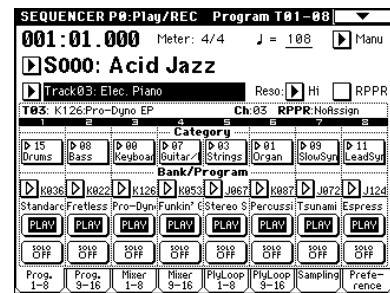 SEQUENCER P0:Play/REC Program T01-08
001:01.000 Meter: 4/4 ♩ = 108 Manu
S000: Acid Jazz
Track03: Elec. Piano Reso: Hi RPPR
T03: K126:Pro-Dyno EP Ch:03 RPPR:NoAssign
1 2 3 4 5 6 7 8
Category
15 08 00 07 03 01 09 11
Drums Bass Keyboar Guitar/ Strings Organ SlowSyn LeadSyn
Bank/Program
K036 K022 K126 K053 J067 K087 J072 J124
Standard Fretless Pro-Dyn Funkin' Stereo S Percussi Tsunami Espress
PLAY PLAY PLAY PLAY PLAY PLAY PLAY PLAY
SOLO OFF SOLO OFF SOLO OFF SOLO OFF SOLO OFF SOLO OFF SOLO OFF SOLO OFF
Prog. 1-8 Prog. 9-16 Mixer 1-8 Mixer 9-16 PlyLoop 1-8 PlyLoop 9-16 Sampling Prefe-rence